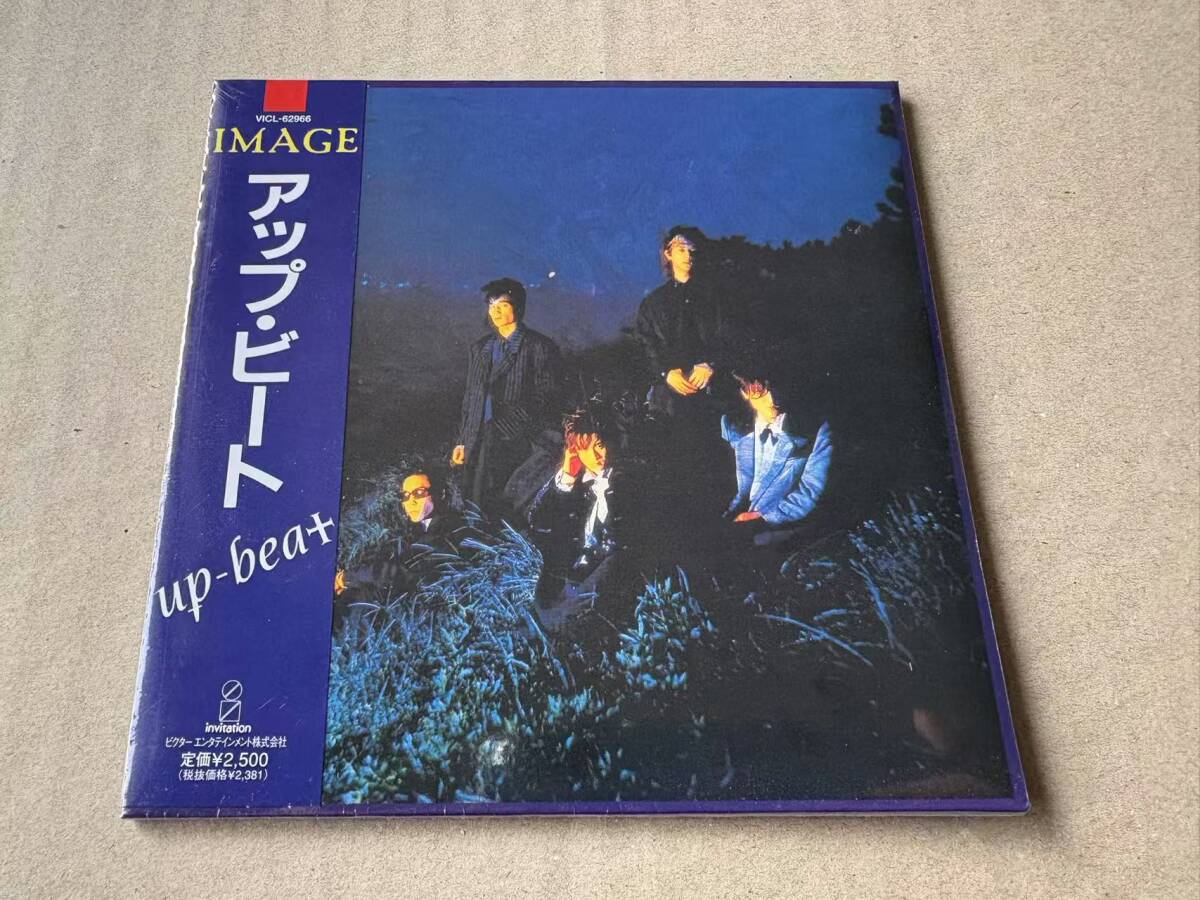 VICL-62966
IMAGE
アップ・ビート
up-beat
invitation
ビクター エンタテインメント株式会社
定価¥2,500
(税抜価格¥2,381)